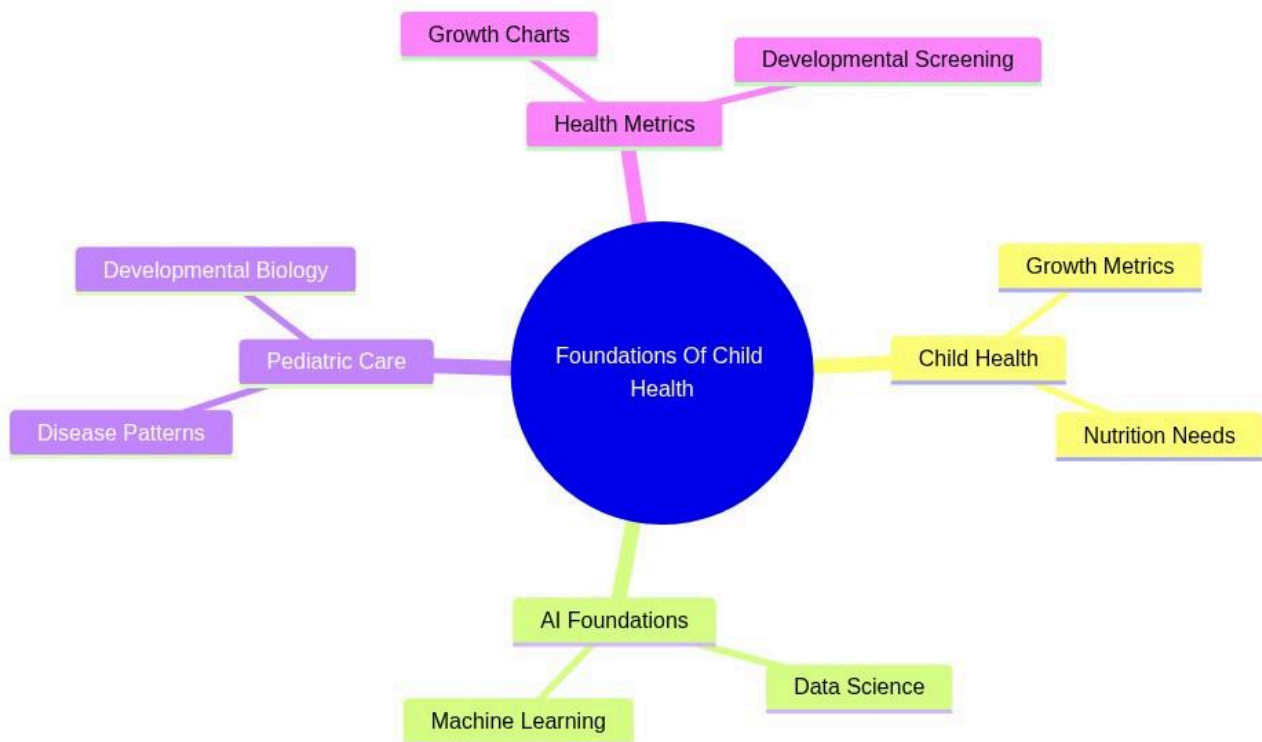 Growth Charts
Developmental Screening
Health Metrics
Developmental Biology
Growth Metrics
Foundations Of Child
Health
Child Health
Pediatric Care
Disease Patterns
Nutrition Needs
AI Foundations
Data Science
Machine Learning